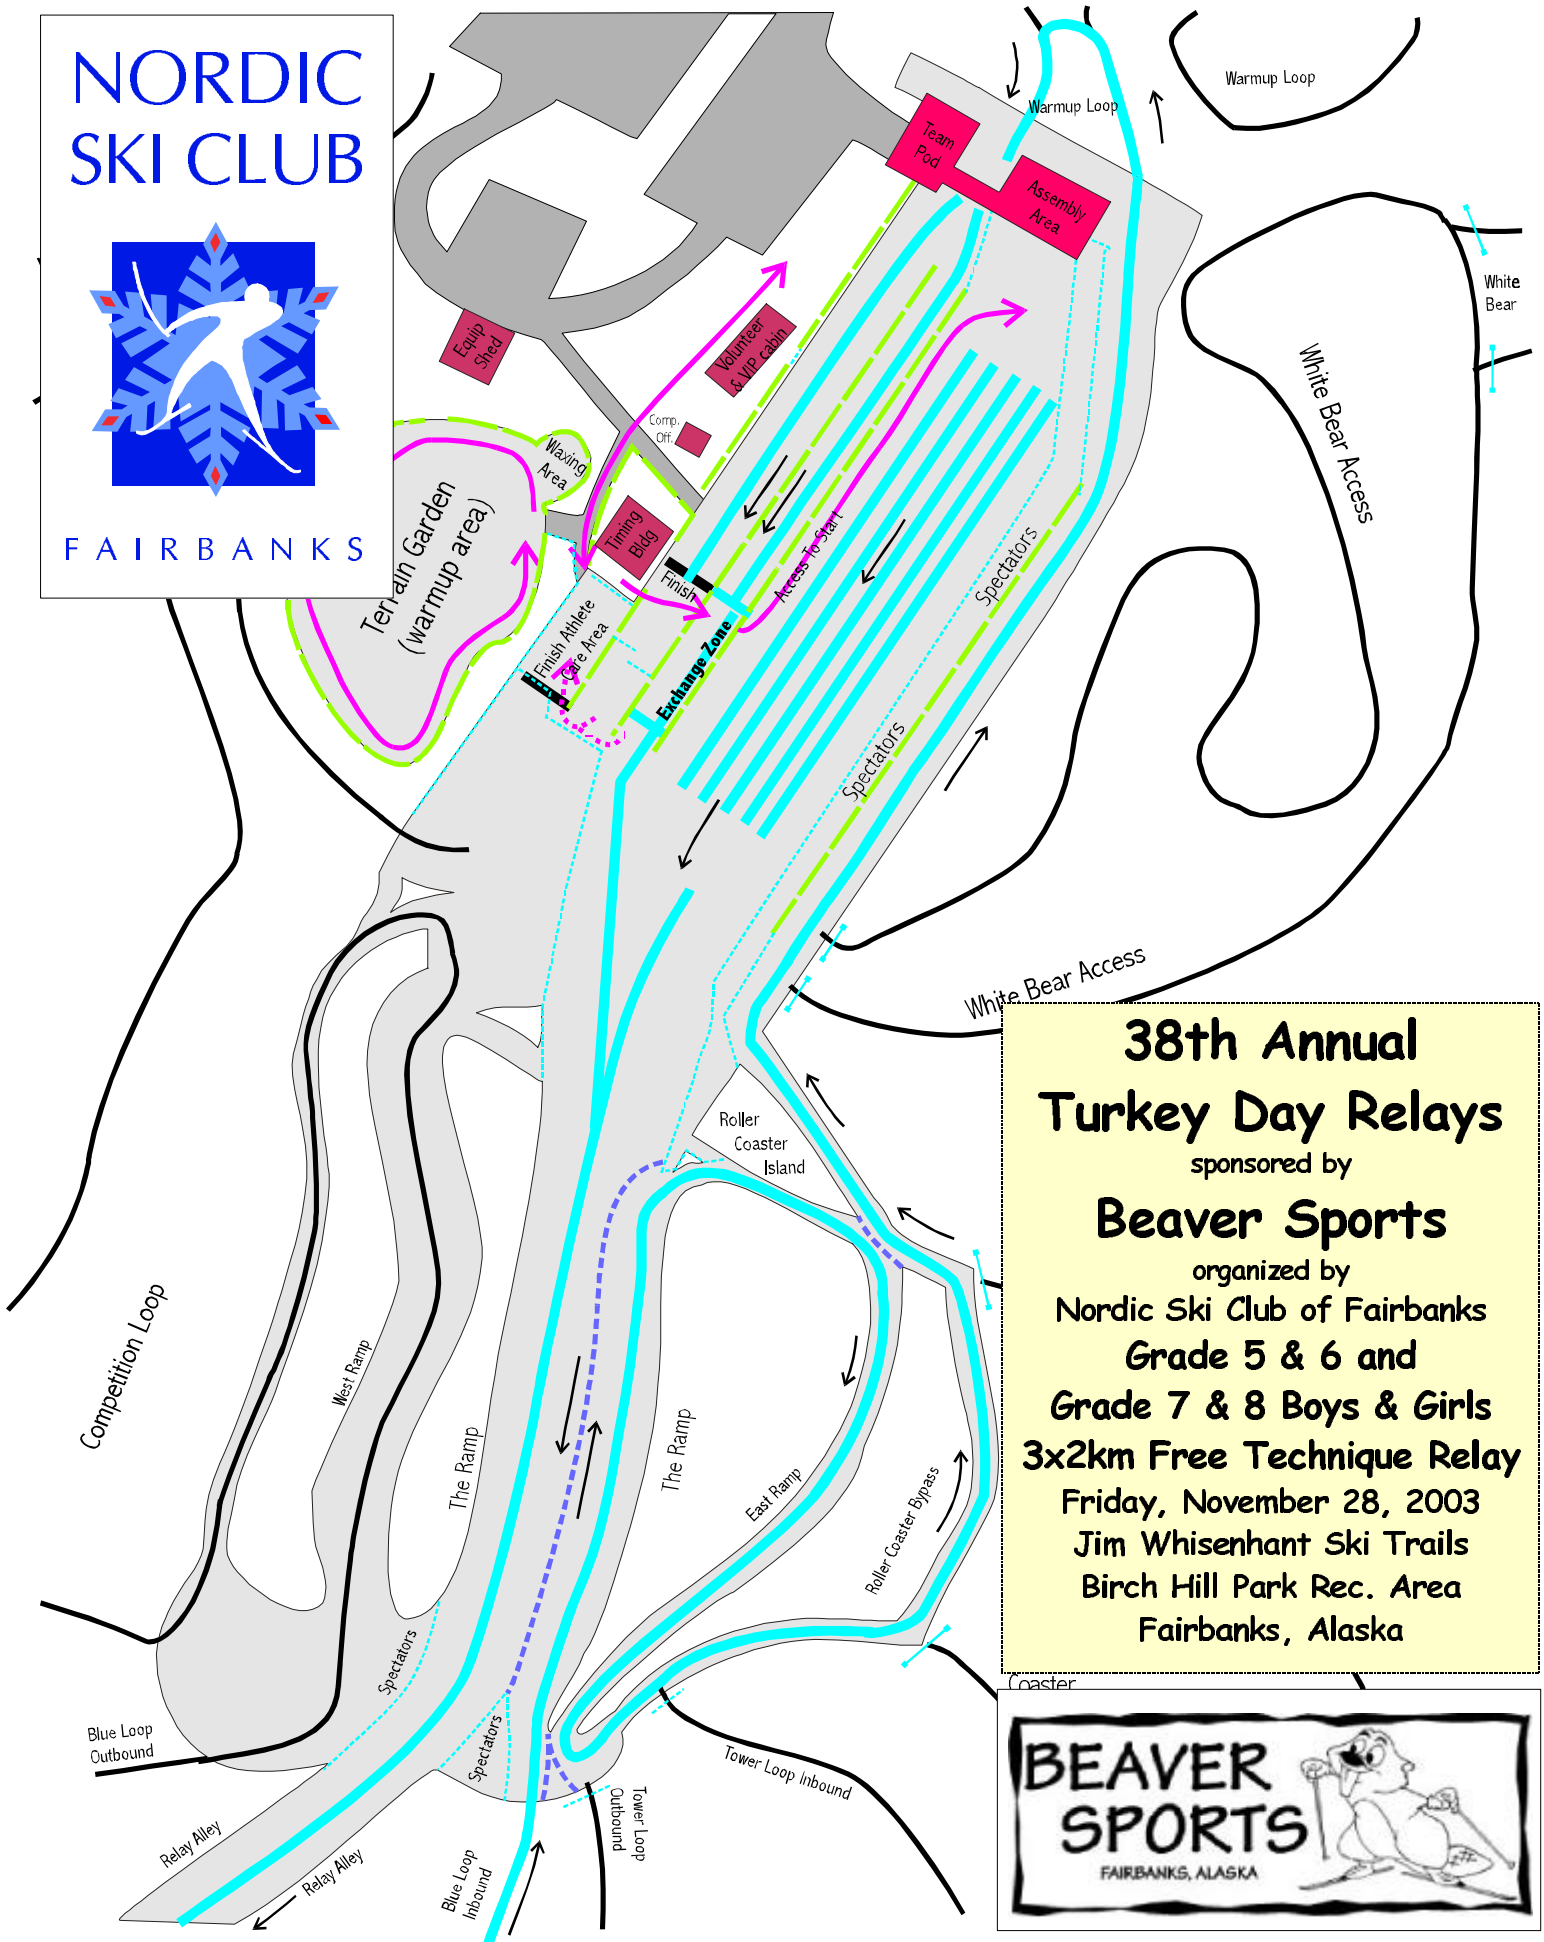 NORDIC
SKI CLUB
FAIRBANKS
Warmup Loop
Warmup Loop
Team
Pod
Assembly
Area
White
Bear
Equip
Shed
Volunteer
& VIP cabin
Comp.
Off.
White Bear Access
Waxing
Area
Terrain Garden
(warmup area)
Timing
Bldg
Finish
Access To Start
Spectators
Finish Athlete
Care Area
Exchange Zone
Spectators
White Bear Access
Roller
Coaster
Island
Competition Loop
West Ramp
The Ramp
The Ramp
East Ramp
Roller Coaster Bypass
Spectators
Spectators
Blue Loop
Outbound
Tower Loop Inbound
Tower Loop
Outbound
Relay Alley
Relay Alley
Blue Loop
Inbound
38th Annual
Turkey Day Relays
sponsored by
Beaver Sports
organized by
Nordic Ski Club of Fairbanks
Grade 5 & 6 and
Grade 7 & 8 Boys & Girls
3x2km Free Technique Relay
Friday, November 28, 2003
Jim Whisenhant Ski Trails
Birch Hill Park Rec. Area
Fairbanks, Alaska
Coaster
BEAVER
SPORTS
FAIRBANKS, ALASKA